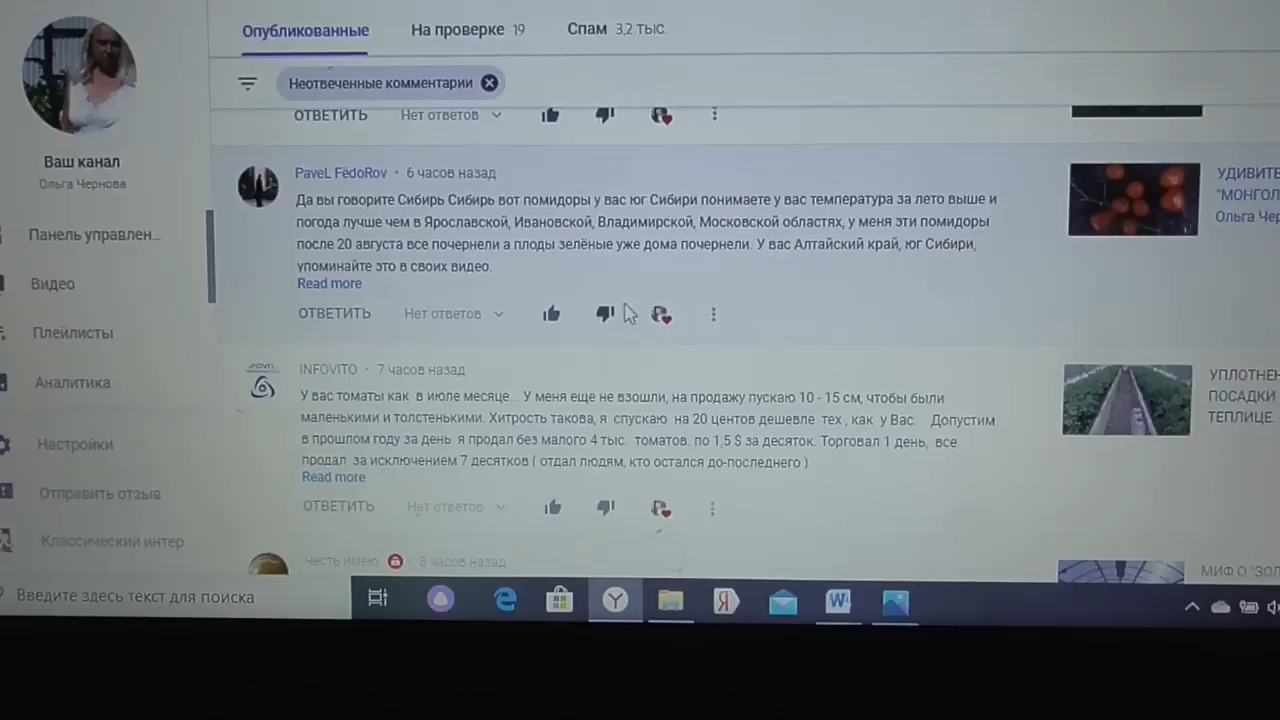 Опубликованные На проверке 19 Спам 3,2 тыс.
Неотвеченные комментарии
ОТВЕТИТЬ Нет ответов
Ваш канал
Ольга Чернова
Панель управлен...
Видео
Плейлисты
Аналитика
Настройки
Отправить отзыв
Классический интер
PaveL FedoRov • 6 часов назад
Да вы говорите Сибирь Сибирь вот помидоры у вас юг Сибири понимаете у вас температура за лето выше и
погода лучше чем в Ярославской, Ивановской, Владимирской, Московской областях, у меня эти помидоры
после 20 августа все почернели а плоды зелёные уже дома почернели. У вас Алтайский край, юг Сибири,
упоминайте это в своих видео.
Read more
ОТВЕТИТЬ Нет ответов
УДИВИТЕ
"МОНГОЛ
Ольга Чер
INFOVITO • 7 часов назад
У вас томаты как в июле месяце... У меня еще не взошли, на продажу пускаю 10 - 15 см, чтобы были
маленькими и толстенькими. Хитрость такова, я спускаю на 20 центов дешевле тех , как у Вас. Допустим
в прошлом году за день я продал без малого 4 тыс. томатов. по 1,5 $ за десяток. Торговал 1 день, все
продал за исключением 7 десятков ( отдал людям, кто остался до-последнего )
Read more
ОТВЕТИТЬ Нет ответов
УПЛОТНЕН
ПОСАДКИ
ТЕПЛИЦЕ.
Честь имею • 8 часов назад
МИФ О "ЗОЛ
Введите здесь текст для поиска